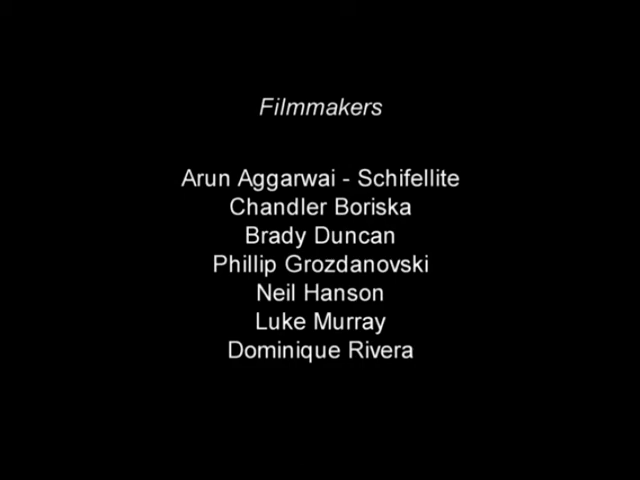 Filmmakers
Arun Aggarwai - Schifellite
Chandler Boriska
Brady Duncan
Phillip Grozdanovski
Neil Hanson
Luke Murray
Dominique Rivera